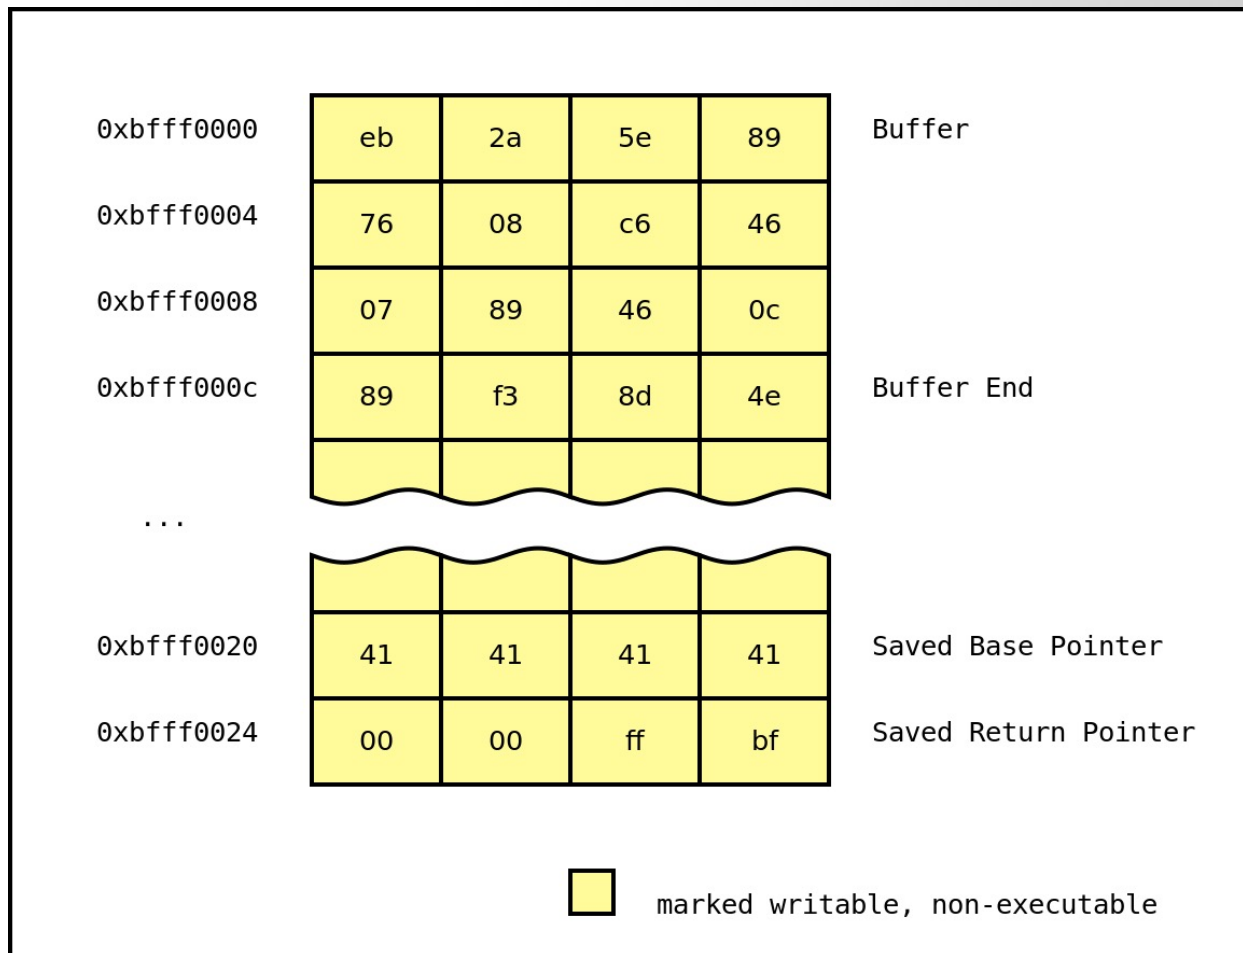 0xbfff0000 eb 2a 5e 89 Buffer
0xbfff0004 76 08 c6 46
0xbfff0008 07 89 46 0c
0xbfff000c 89 f3 8d 4e Buffer End
...
0xbfff0020 41 41 41 41 Saved Base Pointer
0xbfff0024 00 00 ff bf Saved Return Pointer
marked writable, non-executable